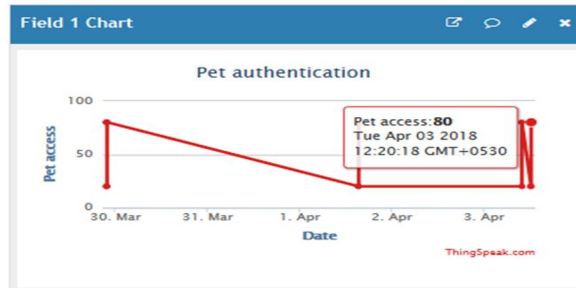 Field 1 Chart
Pet authentication
100
50
0
Pet access
Pet access:80
Tue Apr 03 2018
12:20:18 GMT+0530
30. Mar 31. Mar 1. Apr 2. Apr 3. Apr
Date
ThingSpeak.com